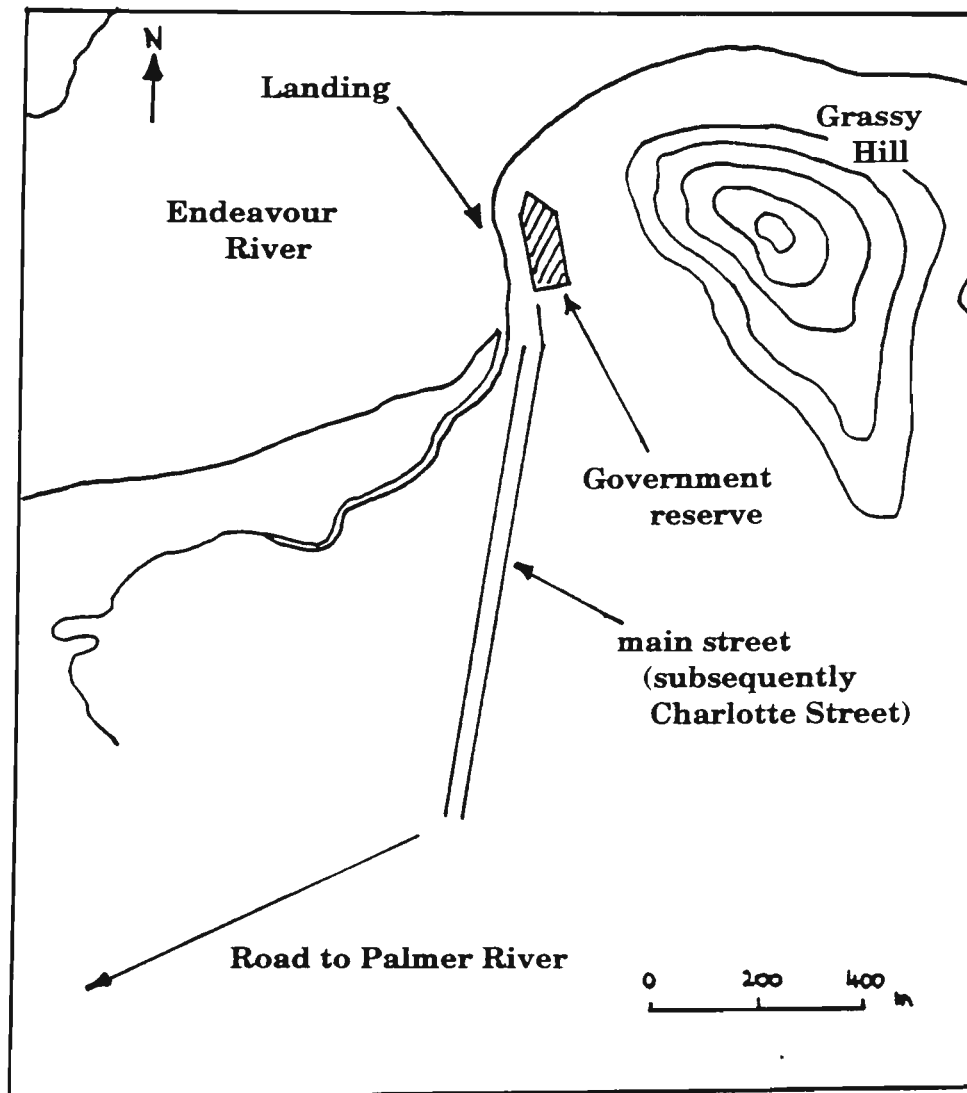 N
Landing
Grassy
Hill
Endeavour
River
Government
reserve
main street
(subsequently
Charlotte Street)
Road to Palmer River
0 200 400
m